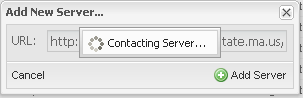 Add New Server...
URL: http: Contacting Server... tate.ma.us/
Cancel Add Server